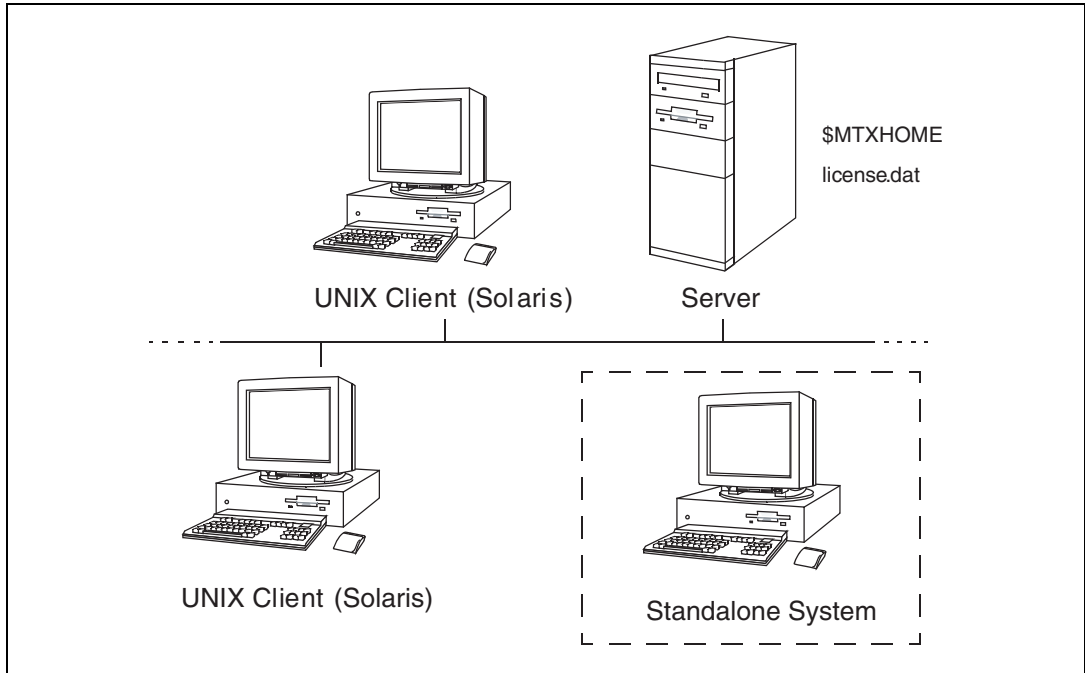 $MTXHOME
license.dat
UNIX Client (Solaris)
Server
UNIX Client (Solaris)
Standalone System